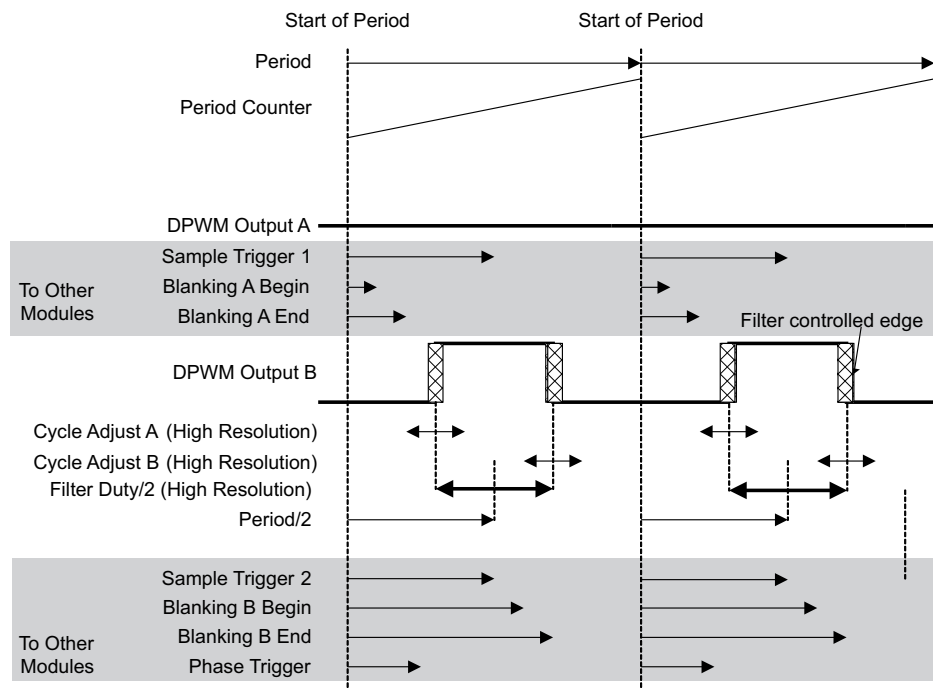 Start of Period
Start of Period
Period
Period Counter
DPWM Output A
Sample Trigger 1
Blanking A Begin
Blanking A End
To Other
Modules
Filter controlled edge
DPWM Output B
Cycle Adjust A (High Resolution)
Cycle Adjust B (High Resolution)
Filter Duty/2 (High Resolution)
Period/2
Sample Trigger 2
Blanking B Begin
Blanking B End
Phase Trigger
To Other
Modules